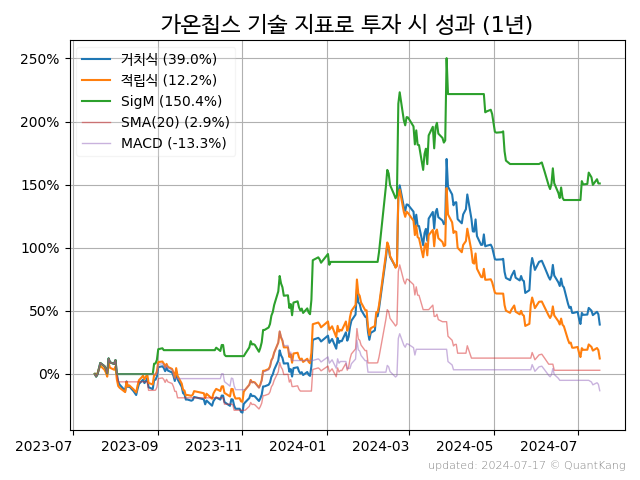 가온칩스 기술 지표로 투자 시 성과 (1년)
250%
200%
150%
100%
50%
0%
거치식 (39.0%)
적립식 (12.2%)
SigM (150.4%)
SMA(20) (2.9%)
MACD (-13.3%)
2023-07 2023-09 2023-11 2024-01 2024-03 2024-05 2024-07
updated: 2024-07-17 © QuantKang